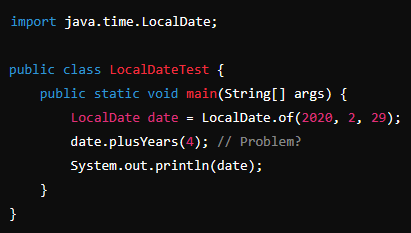 import java.time.LocalDate;

public class LocalDateTest {
    public static void main(String[] args) {
        LocalDate date = LocalDate.of(2020, 2, 29);
        date.plusYears(4); // Problem?
        System.out.println(date);
    }
}